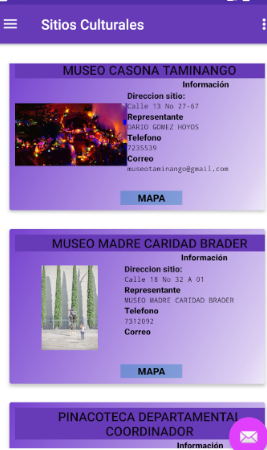 Sitios Culturales
MUSEO CASONA TAMINANGO
Información
Direccion sitio:
Calle 13 No 27-67
Representante
DARIO GOMEZ HOYOS
Telefono
7235539
Correo
museotaminango@gmail.com
MAPA
MUSEO MADRE CARIDAD BRADER
Información
Direccion sitio:
Calle 18 No 32 A 01
Representante
MUSEO MADRE CARIDAD BRADER
Telefono
7312092
Correo
MAPA
PINACOTECA DEPARTAMENTAL
COORDINADOR
Información